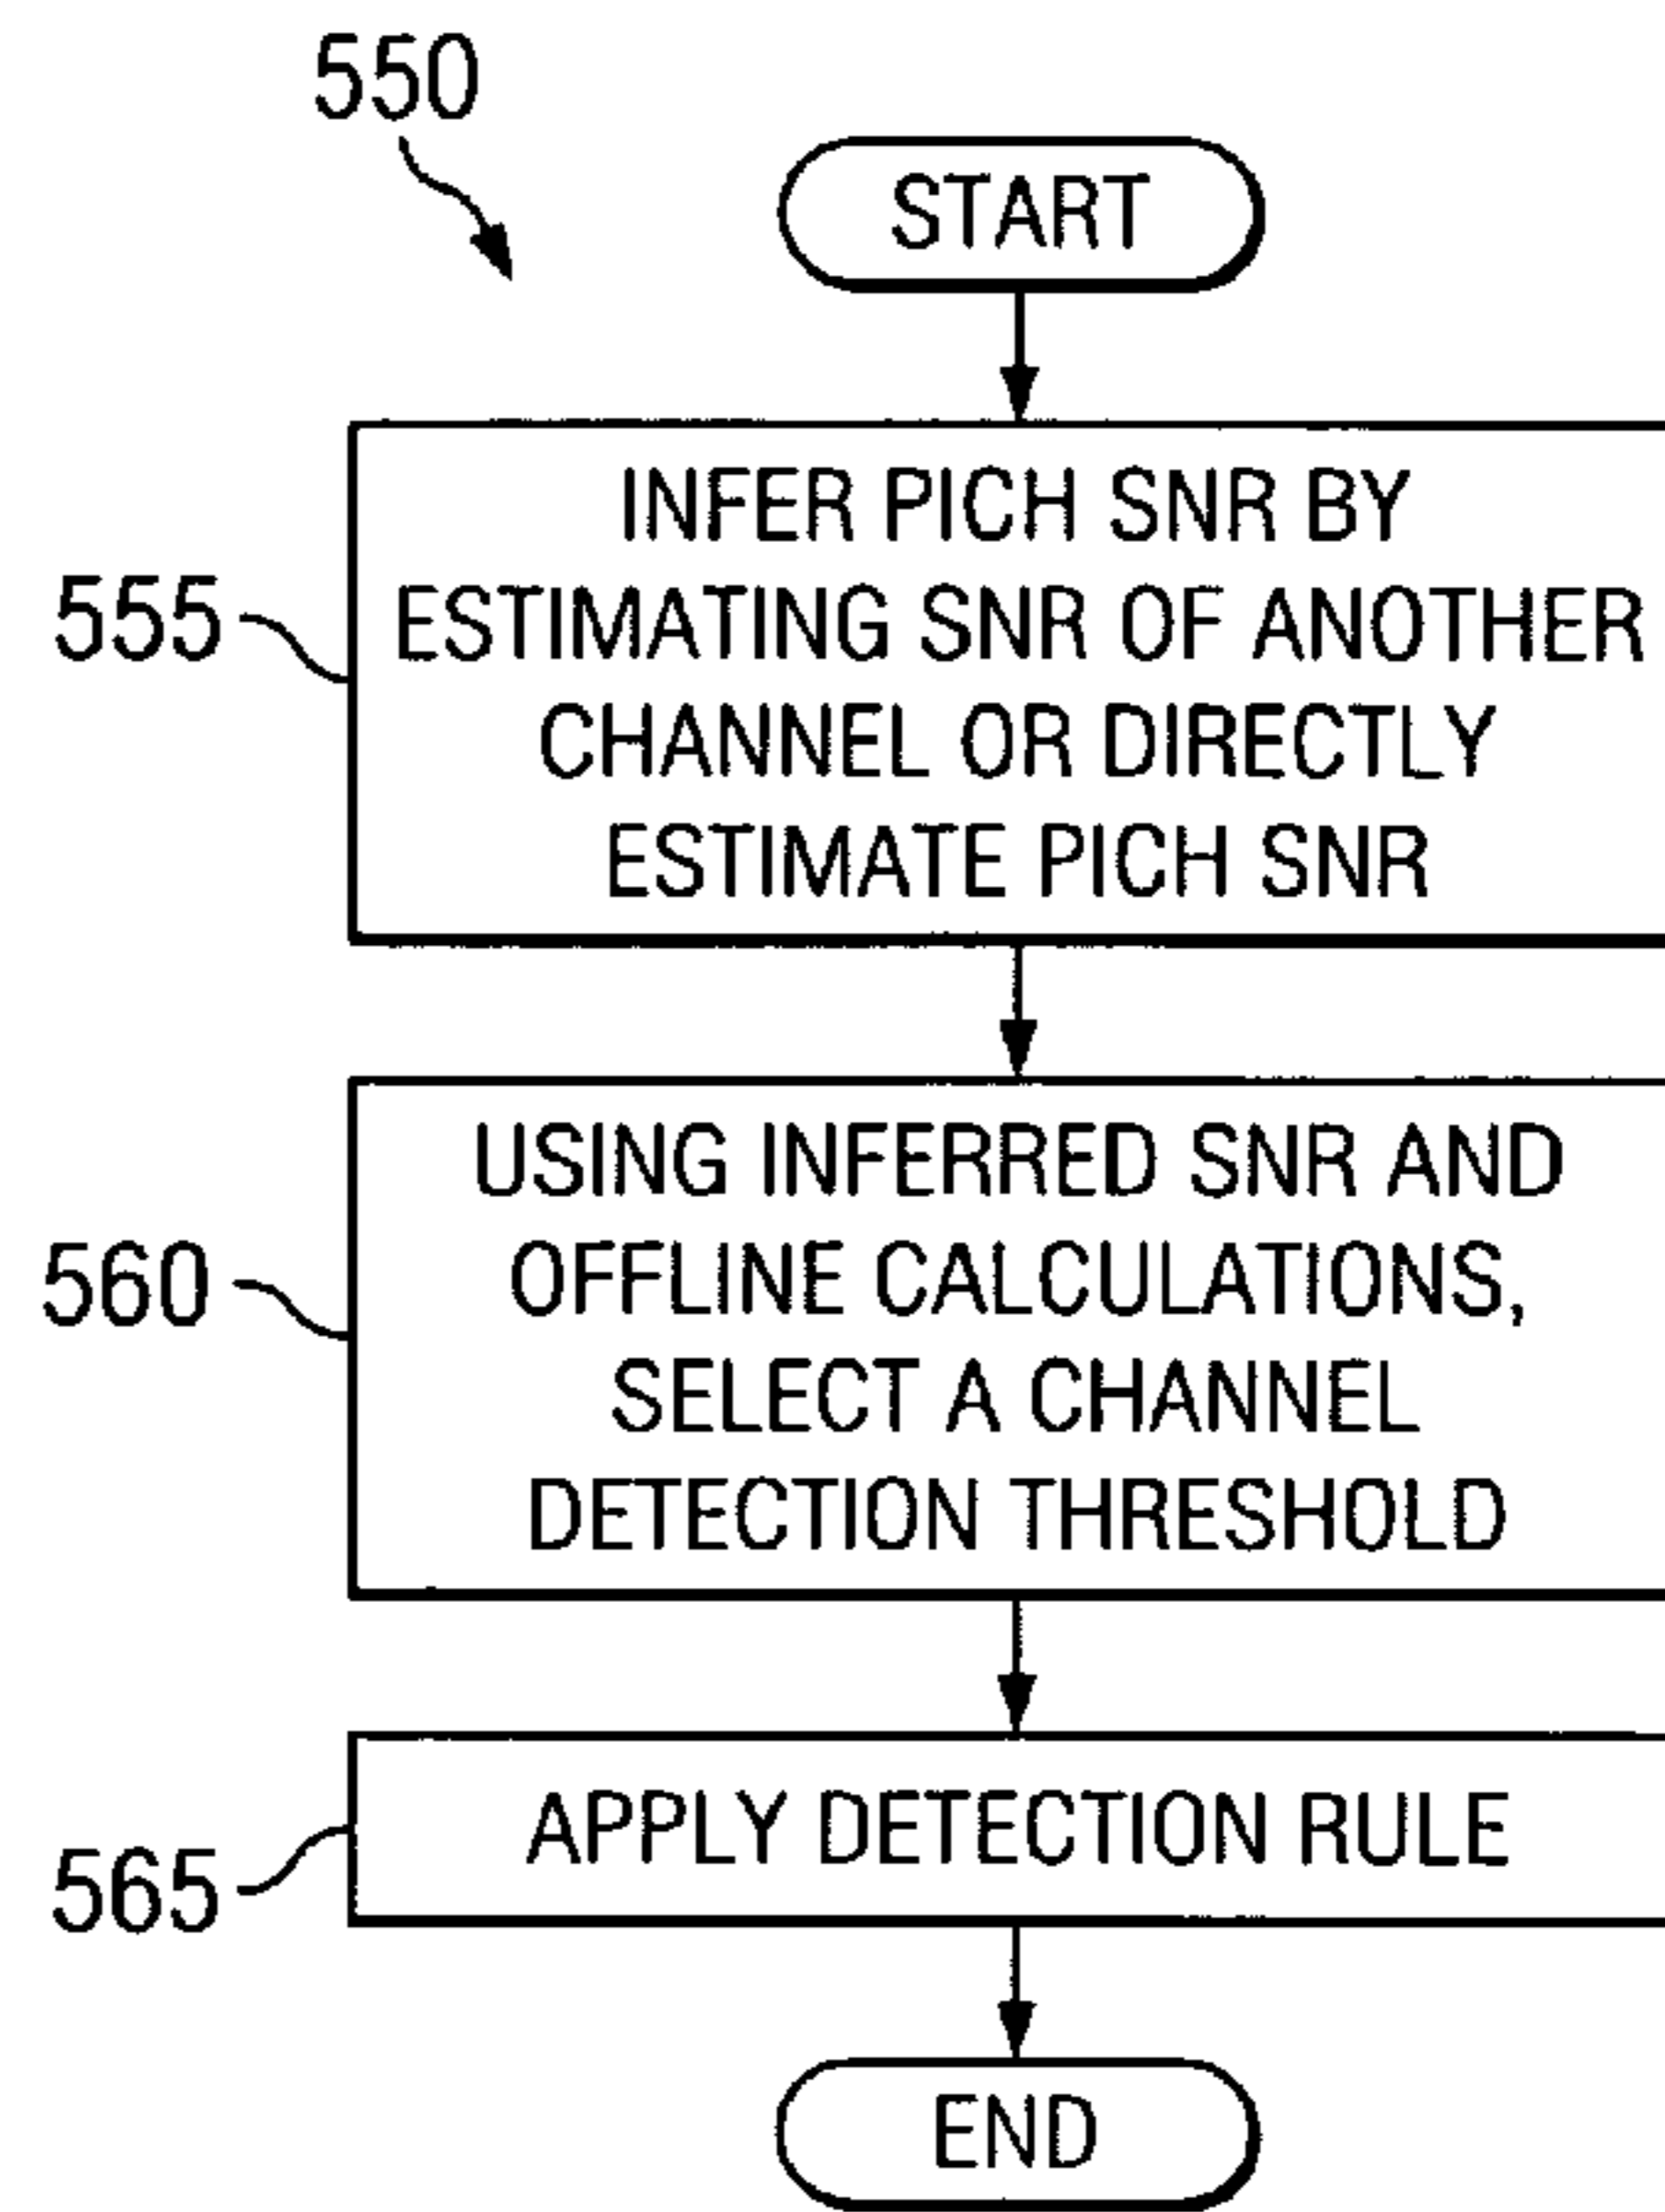 550
START
555
INFER PICH SNR BY
ESTIMATING SNR OF ANOTHER
CHANNEL OR DIRECTLY
ESTIMATE PICH SNR
560
USING INFERRED SNR AND
OFFLINE CALCULATIONS,
SELECT A CHANNEL
DETECTION THRESHOLD
565
APPLY DETECTION RULE
END